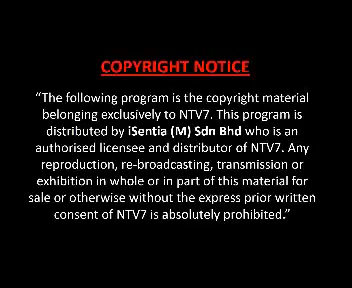 COPYRIGHT NOTICE
“The following program is the copyright material
belonging exclusively to NTV7. This program is
distributed by iSentia (M) Sdn Bhd who is an
authorised licensee and distributor of NTV7. Any
reproduction, re-broadcasting, transmission or
exhibition in whole or in part of this material for
sale or otherwise without the express prior written
consent of NTV7 is absolutely prohibited.”